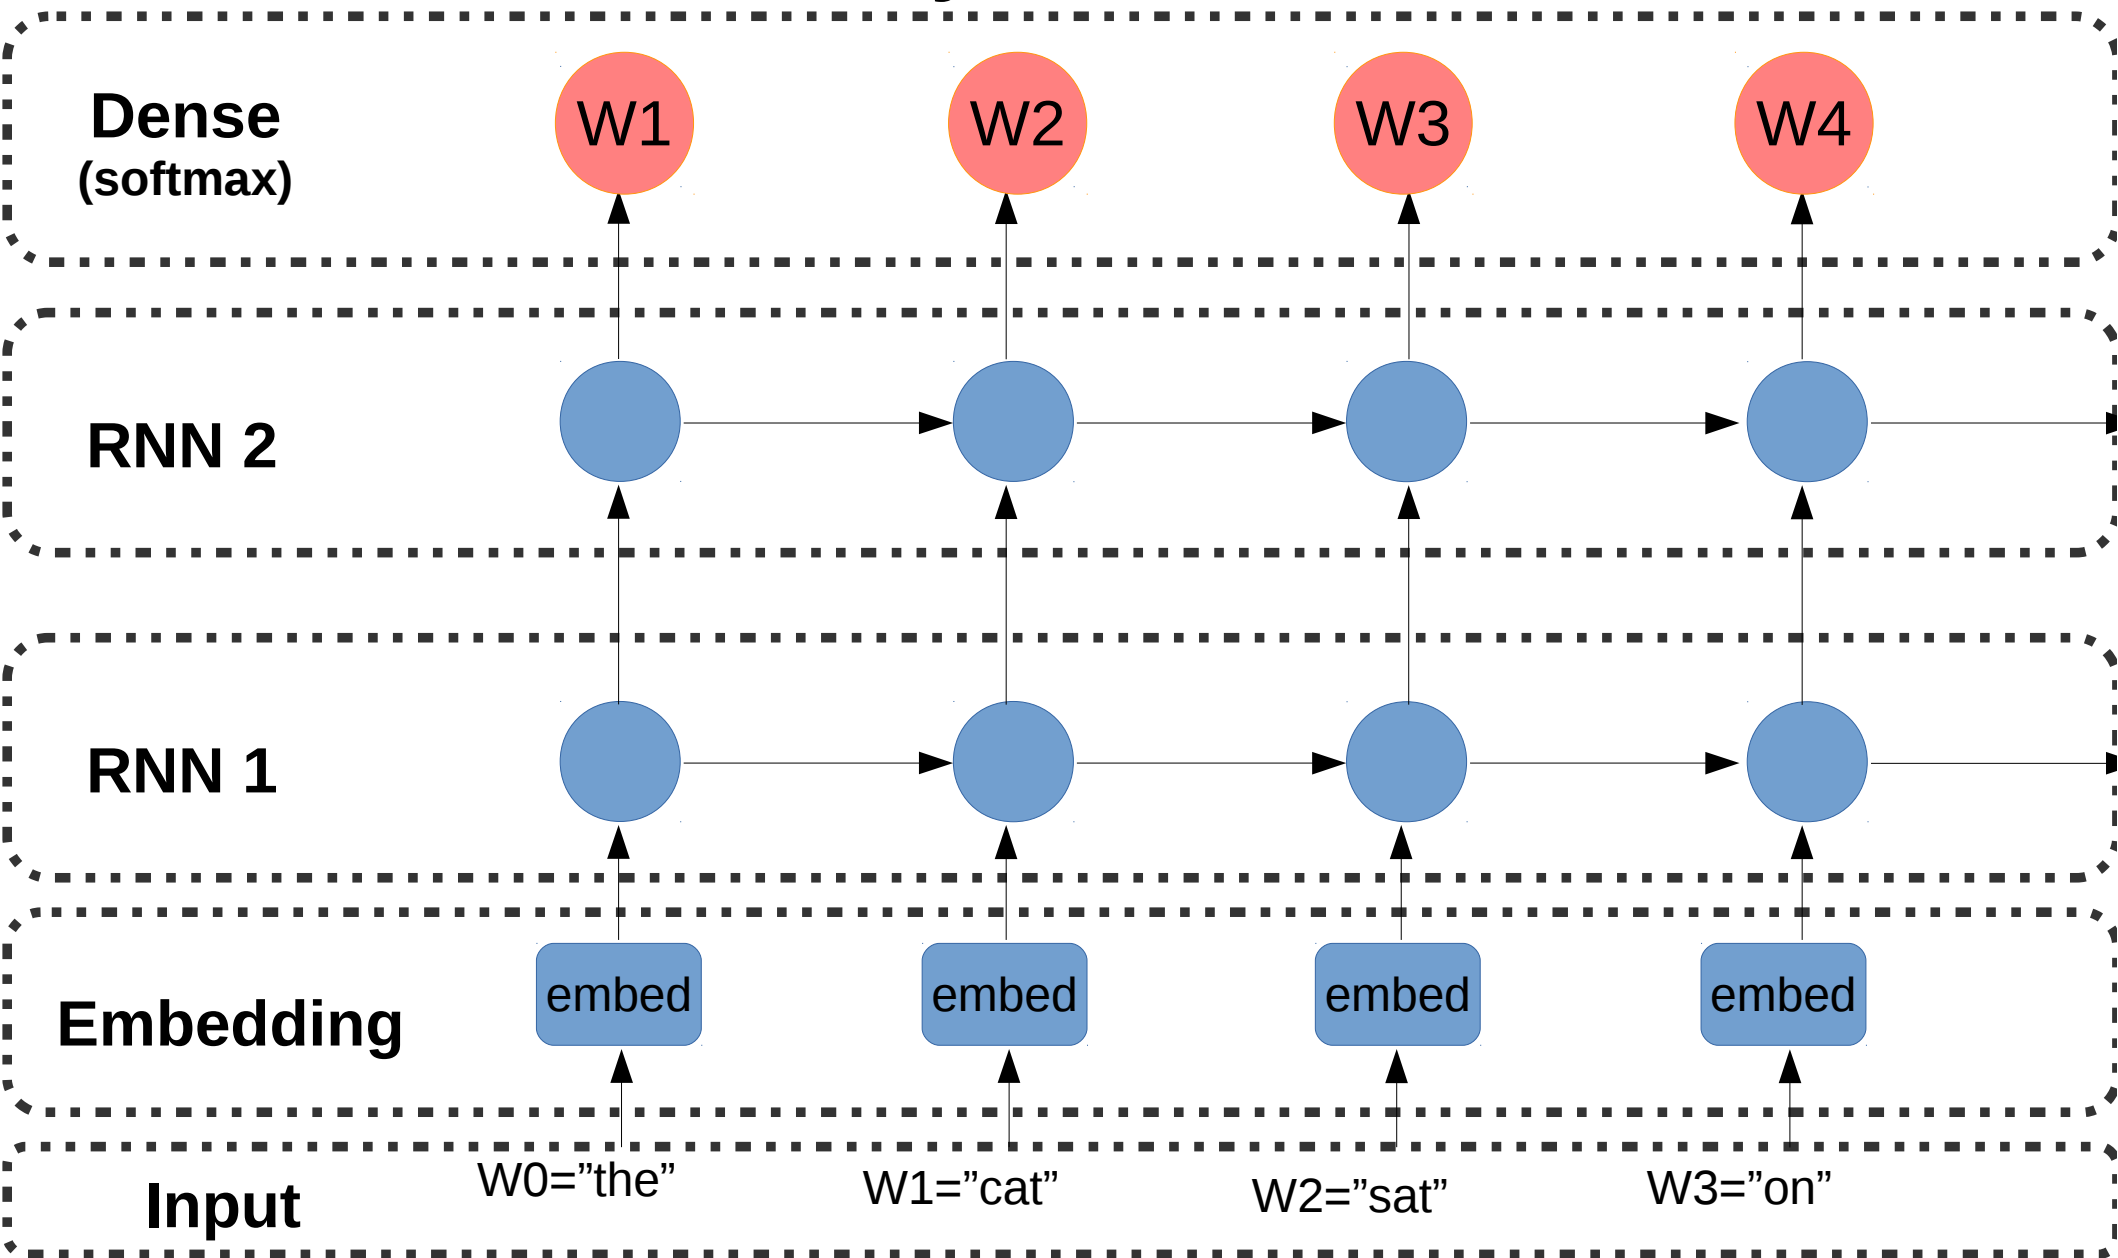 Dense
(softmax)
W1 W2 W3 W4
RNN 2
RNN 1
Embedding
embed embed embed embed
Input
W0=”the” W1=”cat” W2=”sat” W3=”on”